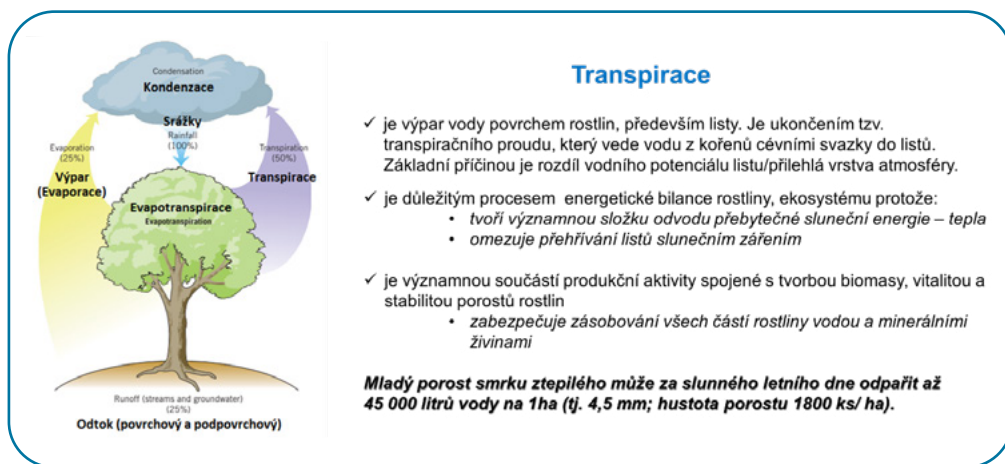 Condensation
Kondenzace
Srážky
Rainfall
(100%)
Evaporation
(25%)
Výpar
(Evaporace)
Transpiration
(50%)
Transpirace
Evapotranspirace
Evapotranspiration
Runoff (streams and groundwater)
(25%)
Odtok (povrchový a podpovrchový)
Transpirace
✓ je výpar vody povrchem rostlin, především listy. Je ukončením tzv.
transpiračního proudu, který vede vodu z kořenů cévními svazky do listů.
Základní příčinou je rozdíl vodního potenciálu listu/přilehlá vrstva atmosféry.
✓ je důležitým procesem energetické bilance rostliny, ekosystému protože:
• tvoří významnou složku odvodu přebytečné sluneční energie – tepla
• omezuje přehřívání listů slunečním zářením
✓ je významnou součástí produkční aktivity spojené s tvorbou biomasy, vitalitou a
stabilitou porostů rostlin
• zabezpečuje zásobování všech částí rostliny vodou a minerálními
živinami
Mladý porost smrku ztepilého může za slunného letního dne odpařit až
45 000 litrů vody na 1ha (tj. 4,5 mm; hustota porostu 1800 ks/ ha).